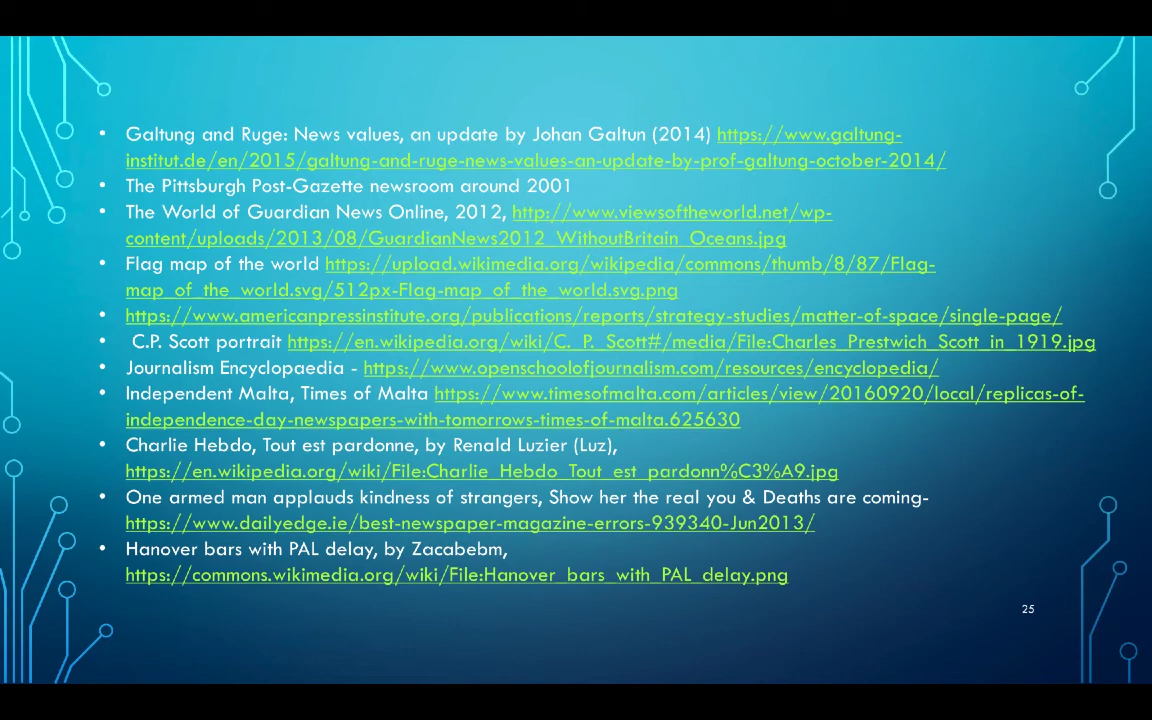 • Galtung and Ruge: News values, an update by Johan Galtun (2014) https://www.galtung-
institut.de/en/2015/galtung-and-ruge-news-values-an-update-by-prof-galtung-october-2014/
• The Pittsburgh Post-Gazette newsroom around 2001
• The World of Guardian News Online, 2012, http://www.viewsoftheworld.net/wp-
content/uploads/2013/08/GuardianNews2012_WithoutBritain_Oceans.jpg
• Flag map of the world https://upload.wikimedia.org/wikipedia/commons/thumb/8/87/Flag-
map_of_the_world.svg/512px-Flag-map_of_the_world.svg.png
• https://www.americanpressinstitute.org/publications/reports/strategy-studies/matter-of-space/single-page/
• C.P. Scott portrait https://en.wikipedia.org/wiki/C._P._Scott#/media/File:Charles_Prestwich_Scott_in_1919.jpg
• Journalism Encyclopaedia - https://www.openschoolofjournalism.com/resources/encyclopedia/
• Independent Malta, Times of Malta https://www.timesofmalta.com/articles/view/20160920/local/replicas-of-
independence-day-newspapers-with-tomorrows-times-of-malta.625630
• Charlie Hebdo, Tout est pardonne, by Renald Luzier (Luz),
https://en.wikipedia.org/wiki/File:Charlie_Hebdo_Tout_est_pardonn%C3%A9.jpg
• One armed man applauds kindness of strangers, Show her the real you & Deaths are coming-
https://www.dailyedge.ie/best-newspaper-magazine-errors-939340-Jun2013/
• Hanover bars with PAL delay, by Zacabebm,
https://commons.wikimedia.org/wiki/File:Hanover_bars_with_PAL_delay.png
25